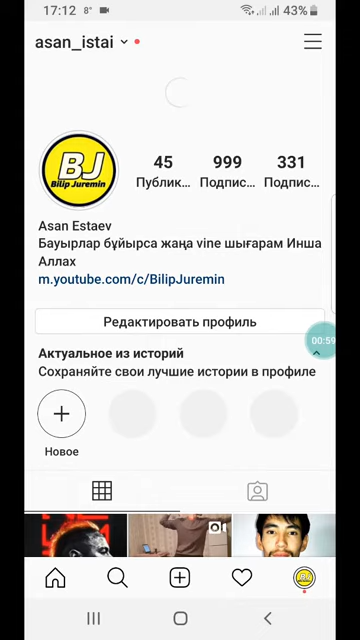 17:12 8° 43%
asan_istai
BJ
Bilip Juremin
45 999 331
Публик... Подпис... Подпис...
Asan Estaev
Бауырлар бұйырса жаңа vine шығарам Инша
Аллах
m.youtube.com/c/BilipJuremin
Редактировать профиль
00:59
Актуальное из историй
Сохраняйте свои лучшие истории в профиле
Новое
BJ